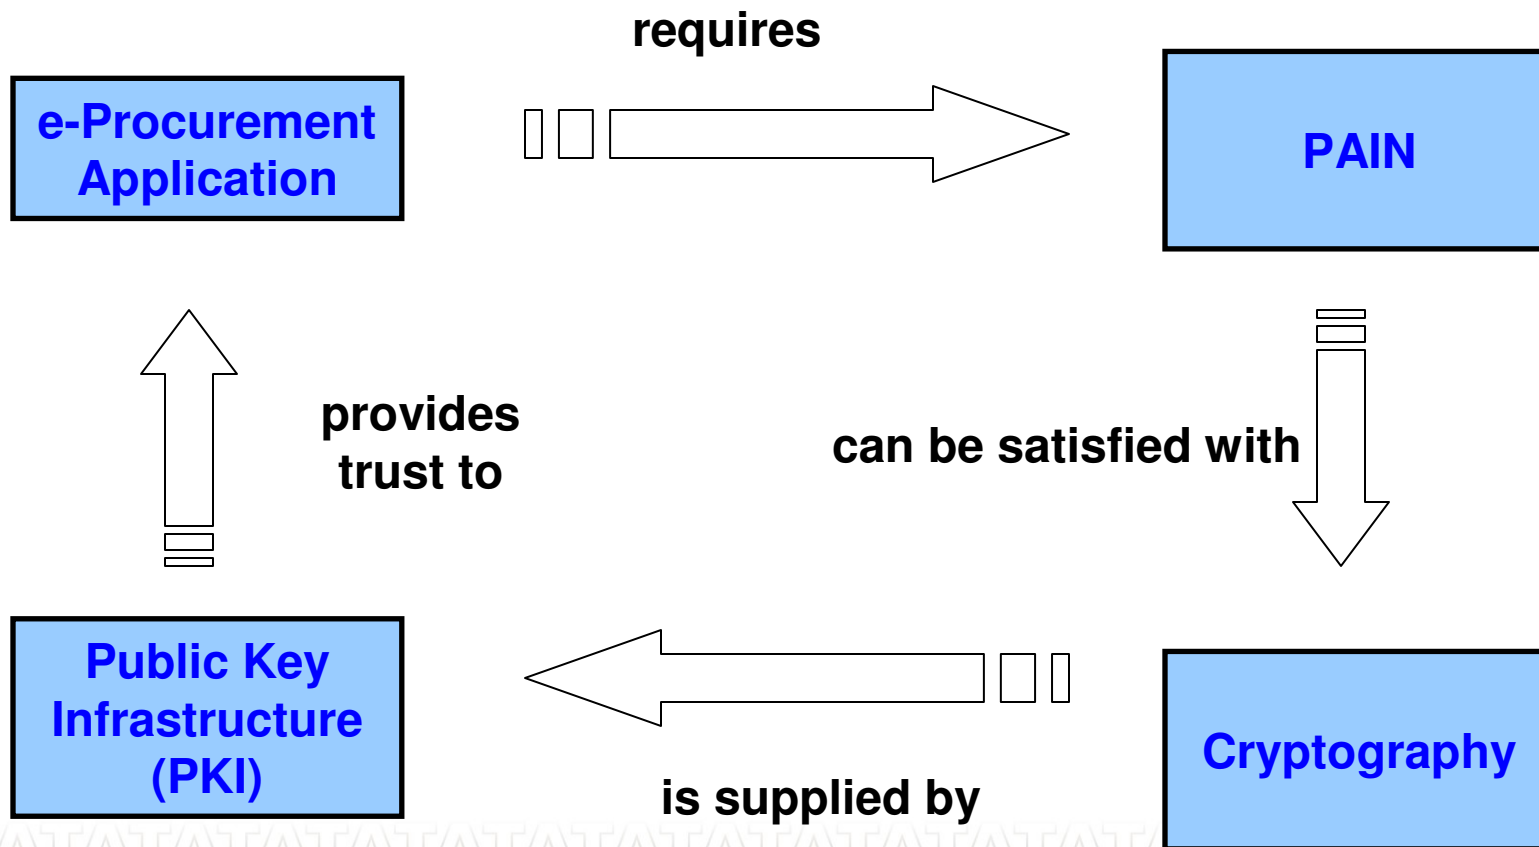 requires
e-Procurement
Application
PAIN
provides
trust to
can be satisfied with
Public Key
Infrastructure
(PKI)
Cryptography
is supplied by